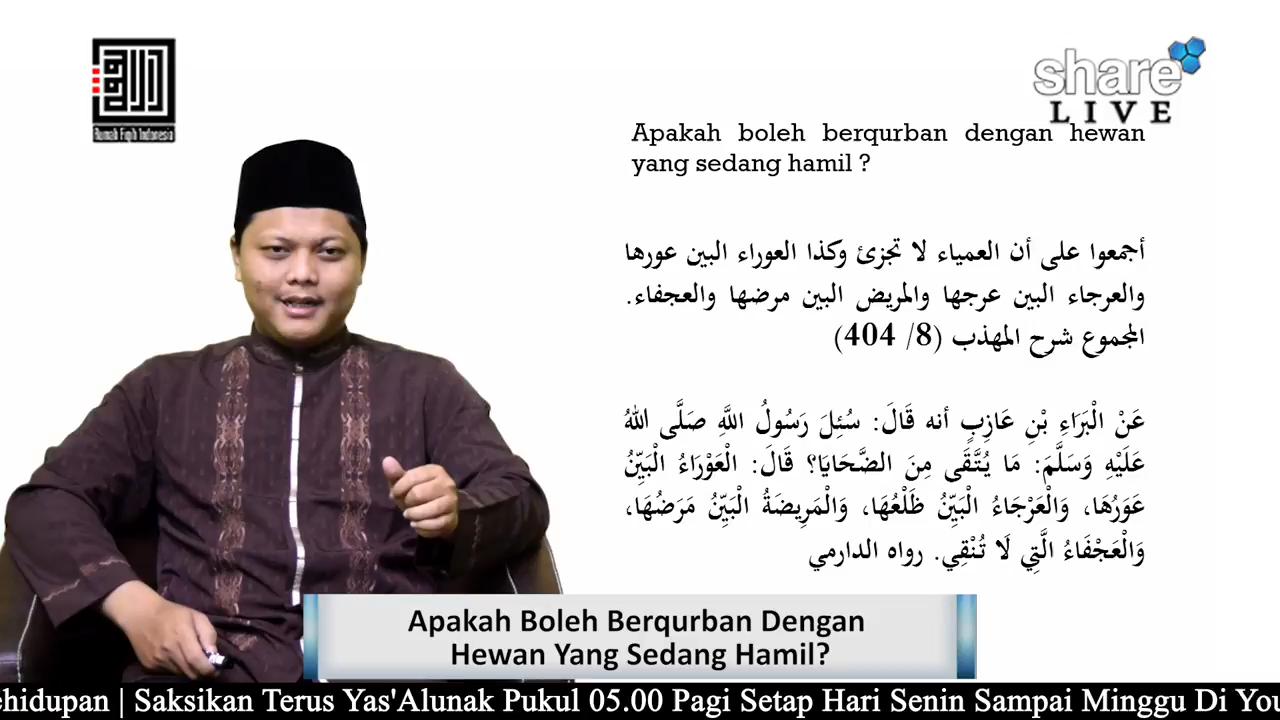 Rumah Fiqih Indonesia
share
LIVE
Apakah boleh berqurban dengan hewan
yang sedang hamil ?
أجمعوا على أن العمياء لا تجزئ وكذا العوراء البين عورها
والعرجاء البين عرجها والمريض البين مرضها والعجفاء.
المجموع شرح المهذب (8/ 404)
عَنْ الْبَرَاءِ بْنِ عَازِبٍ أنه قَالَ: سُئِلَ رَسُولُ اللَّهِ صَلَّى اللهُ
عَلَيْهِ وَسَلَّمَ: مَا يُتَّقَى مِنَ الضَّحَايَا؟ قَالَ: الْعَوْرَاءُ الْبَيِّنُ
عَوَرُهَا، وَالْعَرْجَاءُ الْبَيِّنُ ظَلْعُهَا، وَالْمَرِيضَةُ الْبَيِّنُ مَرَضُهَا،
وَالْعَجْفَاءُ الَّتِي لَا تُنْقِي. رواه الدارمي
Apakah Boleh Berqurban Dengan
Hewan Yang Sedang Hamil?
ehidupan | Saksikan Terus Yas'Alunak Pukul 05.00 Pagi Setap Hari Senin Sampai Minggu Di You